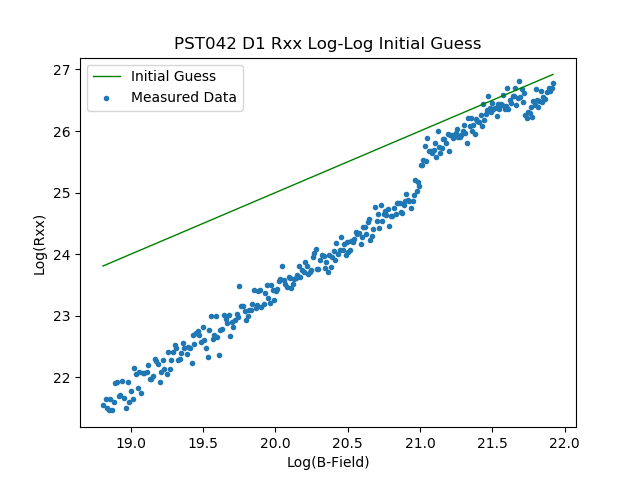 PST042 D1 Rxx Log-Log Initial Guess
Initial Guess
Measured Data
Log(Rxx)
27
26
25
24
23
22
19.0 19.5 20.0 20.5 21.0 21.5 22.0
Log(B-Field)